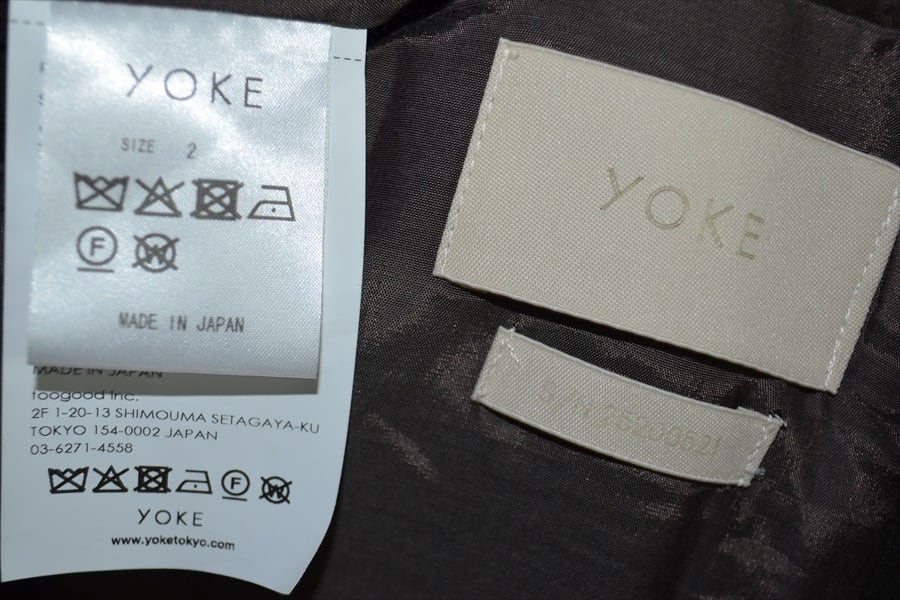 YOKE
SIZE 2
F W
MADE IN JAPAN
MADE IN JAPAN
foogood Inc.
2F 1-20-13 SHIMOUMA SETAGAYA-KU
TOKYO 154-0002 JAPAN
03-6271-4558
F W
YOKE
www.yoketokyo.com
YOKE